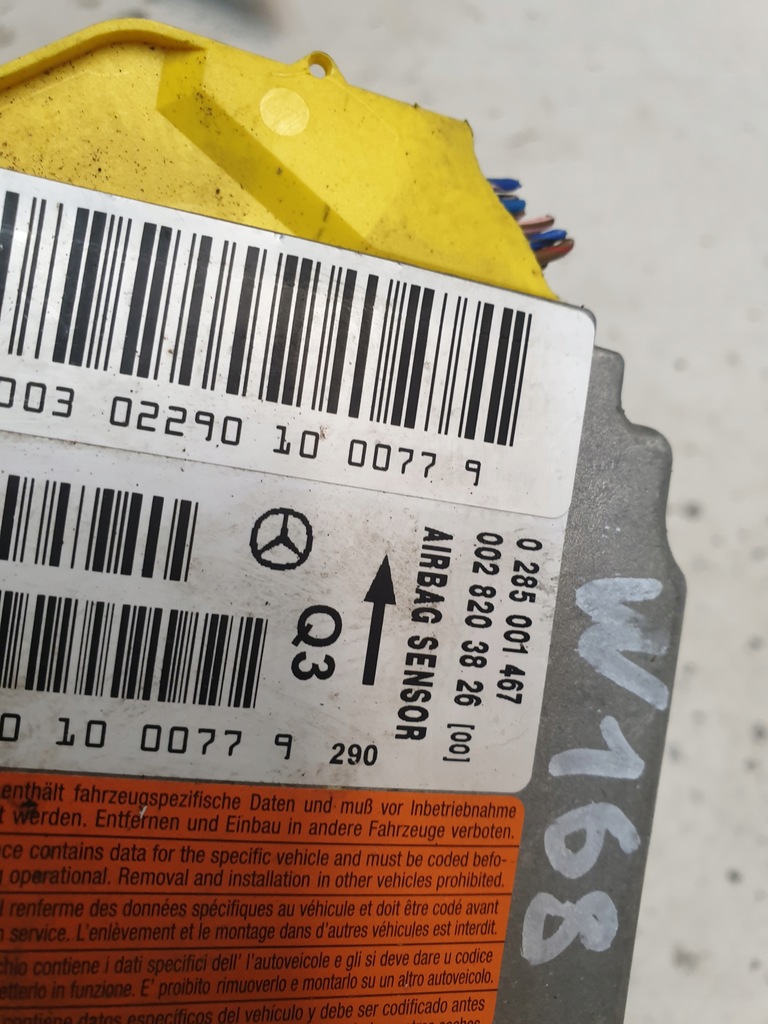 003 02290 10 0077 9
0 285 001 467
002 820 38 26 [00]
AIRBAG SENSOR
Q3
0 10 0077 9 290
enthält fahrzeugspezifische Daten und muß vor Inbetriebnahme
t werden. Entfernen und Einbau in andere Fahrzeuge verboten.
ce contains data for the specific vehicle and must be coded befo-
g operational. Removal and installation in other vehicles prohibited.
l renferme des données spécifiques au véhicule et doit être codé avant
n service. L'enlèvement et le montage dans d'autres véhicules est interdit.
chio contiene i dati specifici dell' l'autoveicole e gli si deve dare u codice
etterlo in funzione. E' proibito rimuoverlo e montarlo su un altro autoveicolo.
contiene datos específicos del vehículo y debe ser codificado antes
W168